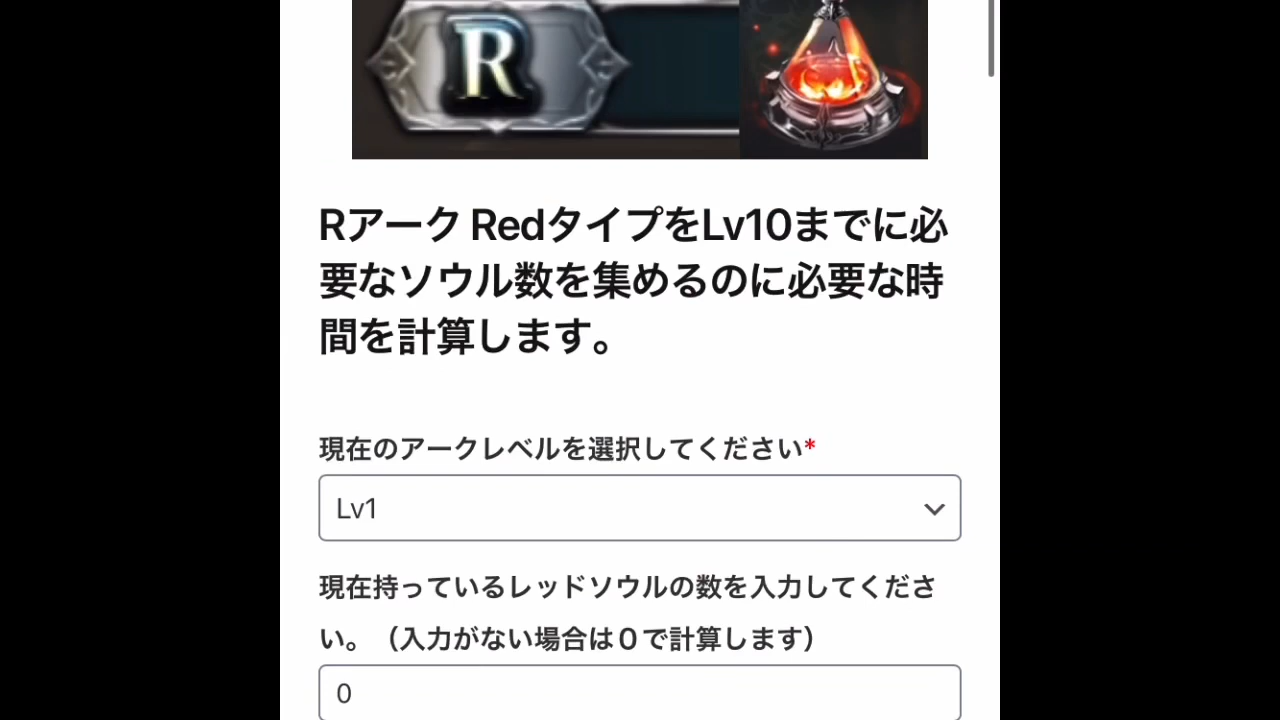 R
Rアーク RedタイプをLv10までに必
要なソウル数を集めるのに必要な時
間を計算します。
現在のアークレベルを選択してください*
Lv1
現在持っているレッドソウルの数を入力してくださ
い。（入力がない場合は０で計算します）
0